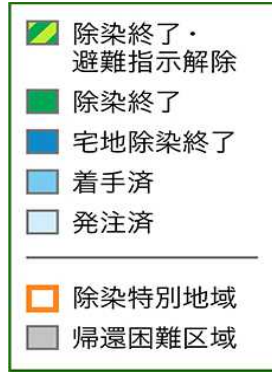 除染終了・
避難指示解除
除染終了
宅地除染終了
着手済
発注済
除染特別地域
帰還困難区域